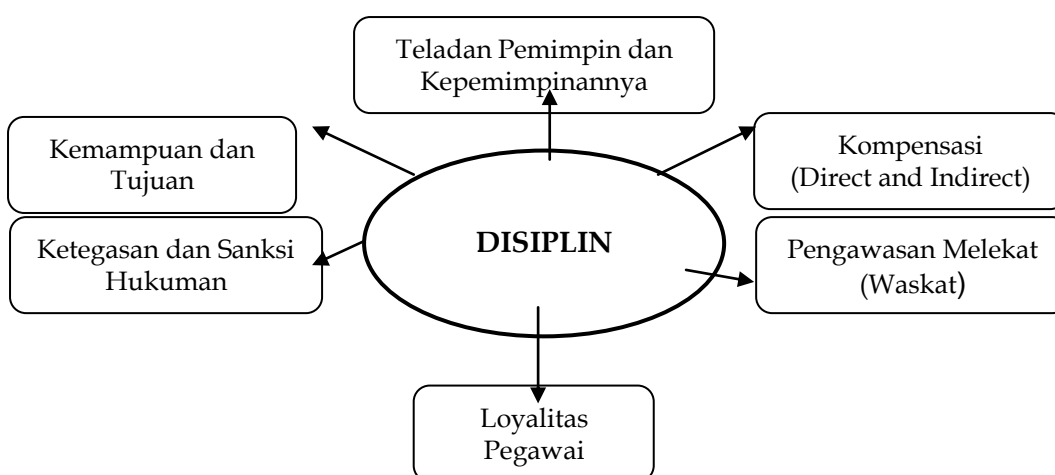 Teladan Pemimpin dan
Kepemimpinannya
Kemampuan dan
Tujuan
Kompensasi
(Direct and Indirect)
Ketegasan dan Sanksi
Hukuman
DISIPLIN
Pengawasan Melekat
(Waskat)
Loyalitas
Pegawai